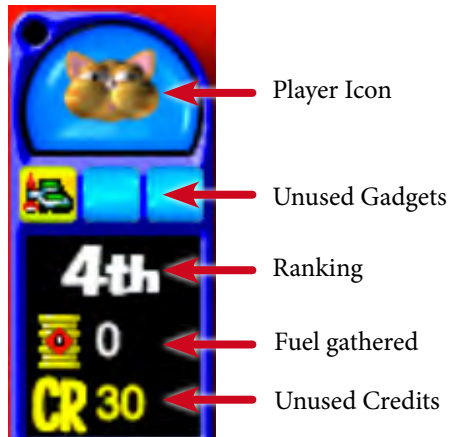 Player Icon
Unused Gadgets
4th Ranking
0 Fuel gathered
CR 30 Unused Credits